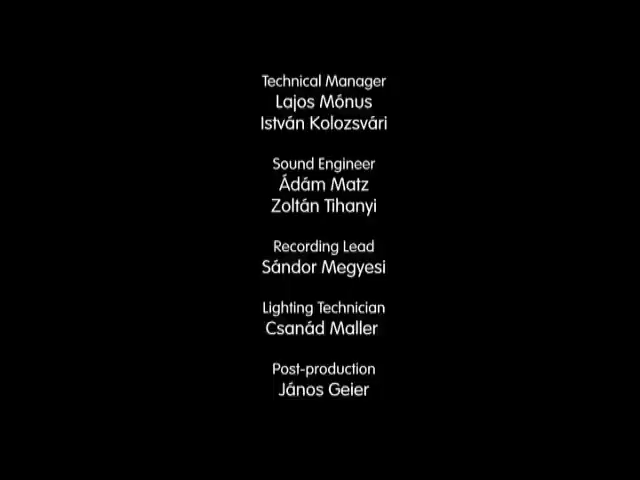 Technical Manager
Lajos Mónus
István Kolozsvári
Sound Engineer
Ádám Matz
Zoltán Tihanyi
Recording Lead
Sándor Megyesi
Lighting Technician
Csanád Maller
Post-production
János Geier